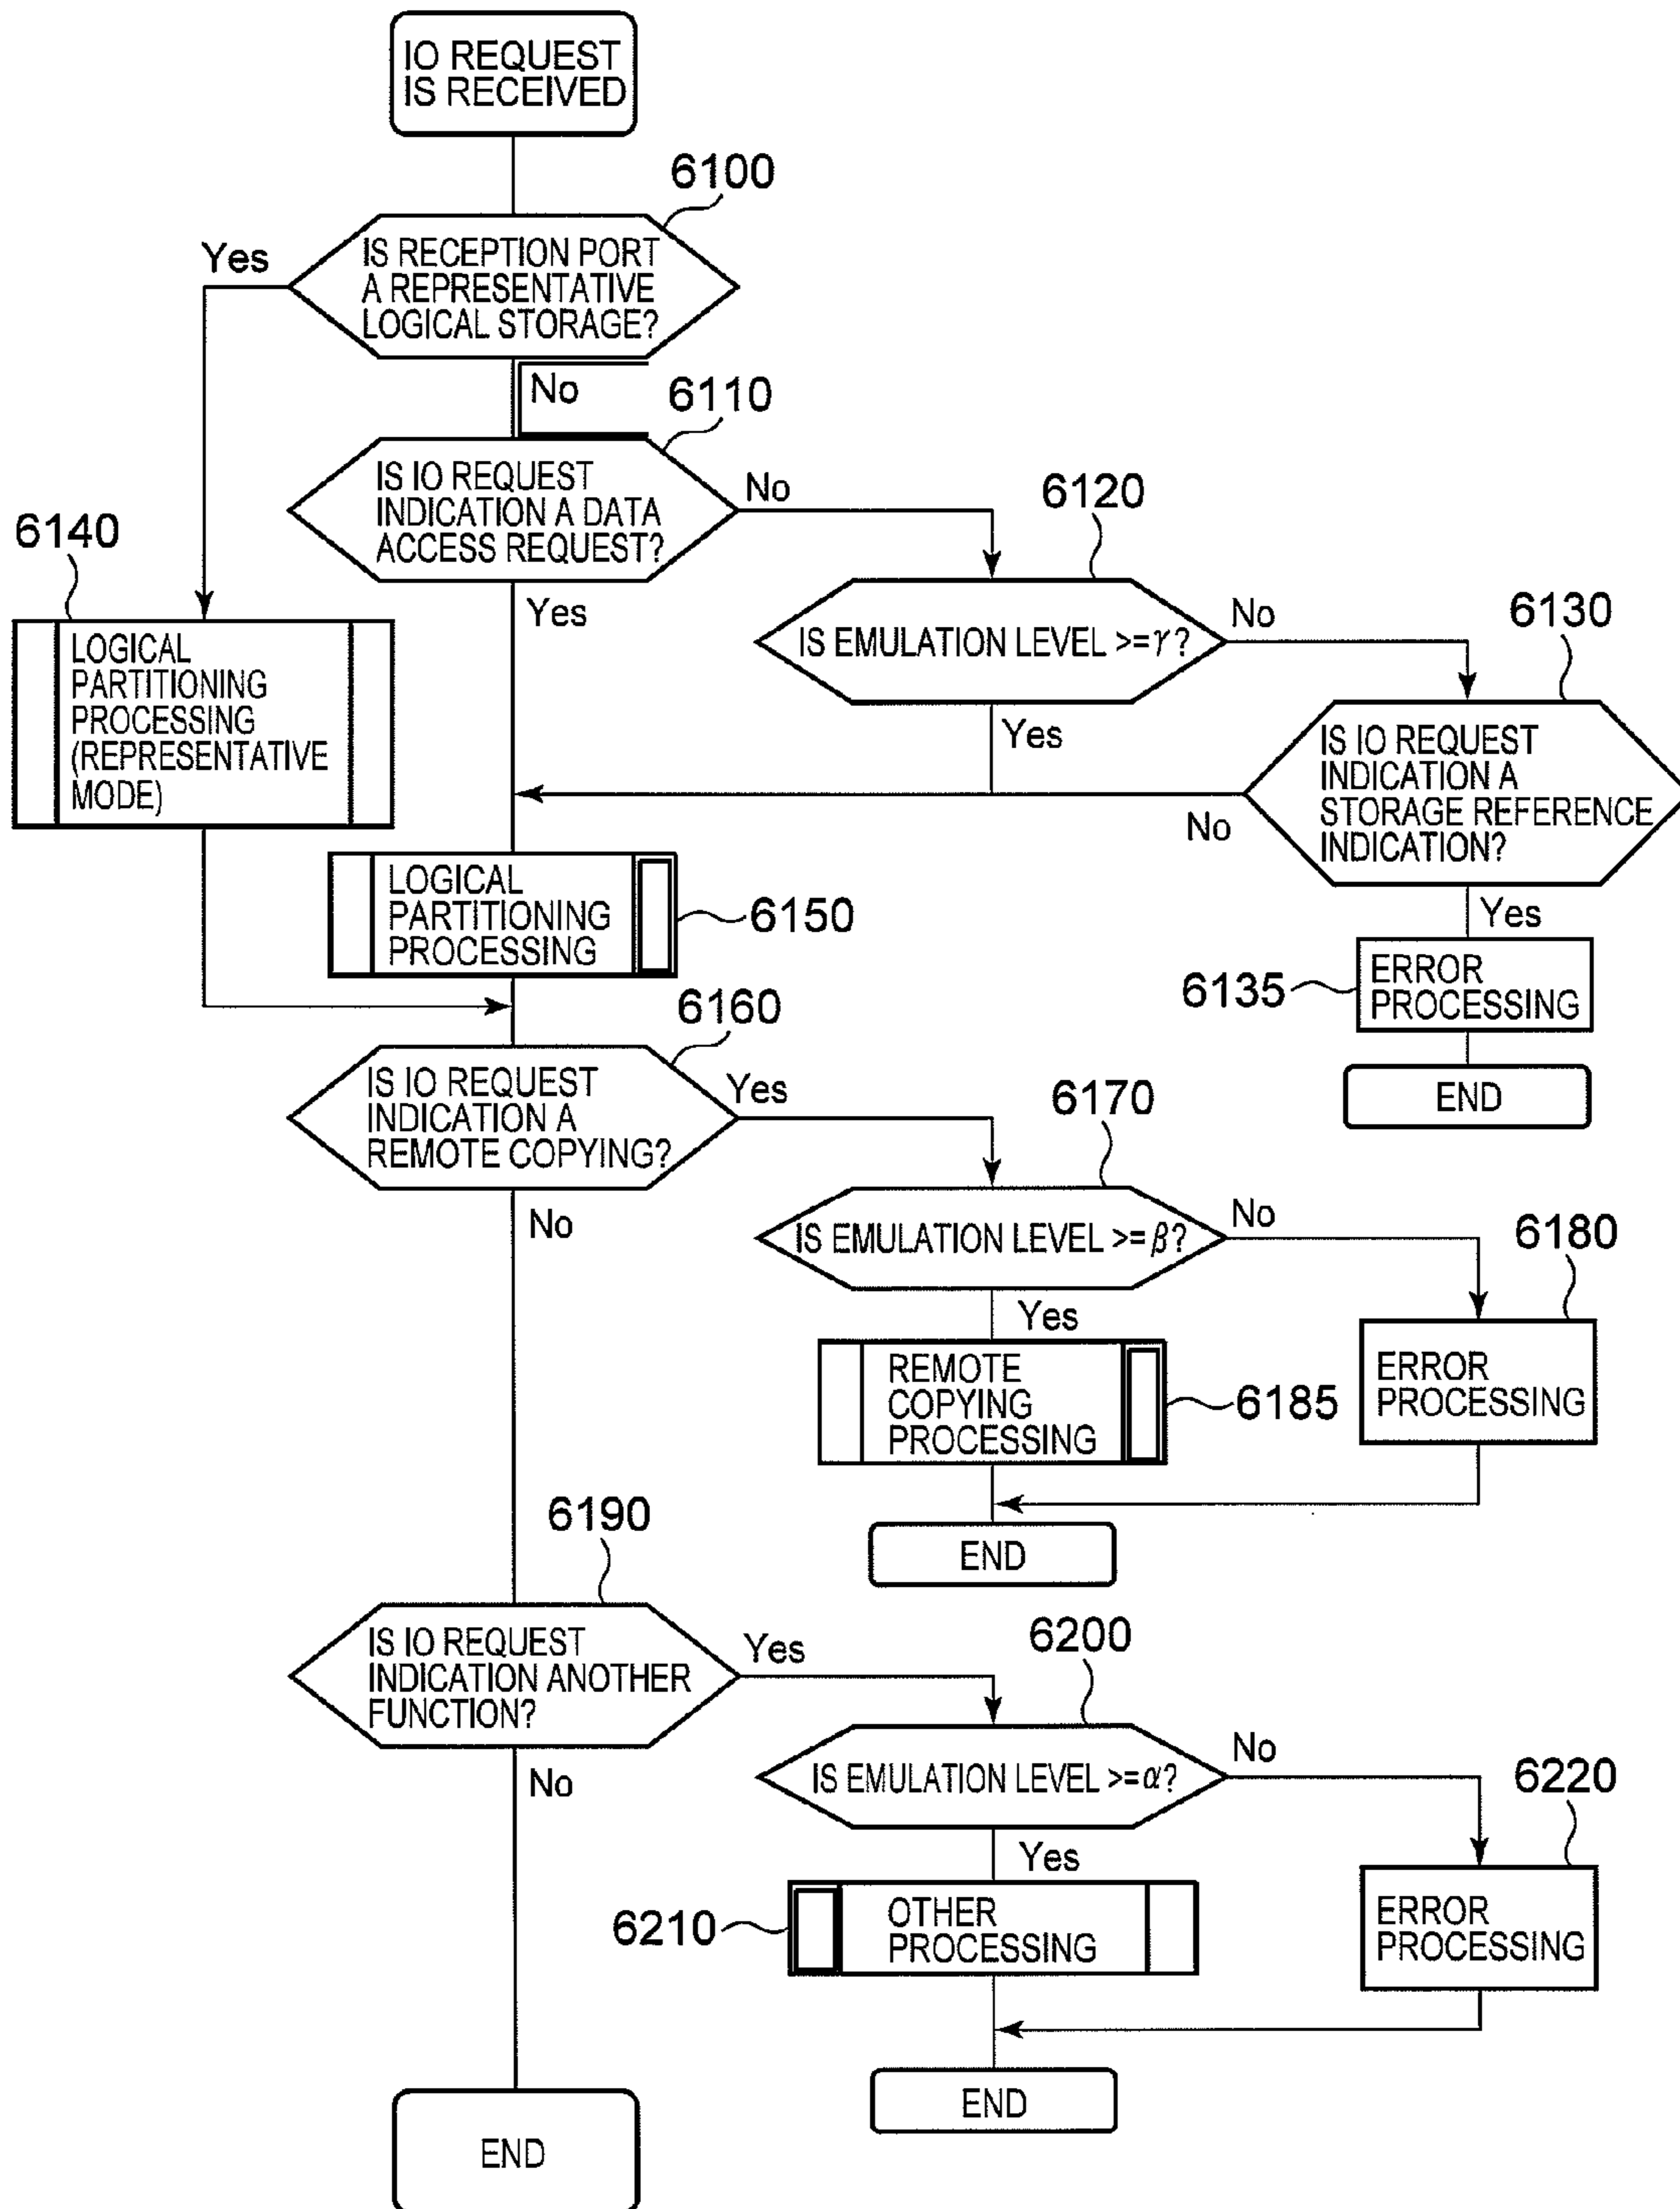 IO REQUEST
IS RECEIVED
6100
IS RECEPTION PORT
A REPRESENTATIVE
LOGICAL STORAGE?
Yes
No
6110
IS IO REQUEST
INDICATION A DATA
ACCESS REQUEST?
No
Yes
6120
IS EMULATION LEVEL >=γ?
No
Yes
6130
IS IO REQUEST
INDICATION A
STORAGE REFERENCE
INDICATION?
No
Yes
6135
ERROR
PROCESSING
END
6140
LOGICAL
PARTITIONING
PROCESSING
(REPRESENTATIVE
MODE)
LOGICAL
PARTITIONING
PROCESSING
6150
6160
IS IO REQUEST
INDICATION A
REMOTE COPYING?
Yes
No
6170
IS EMULATION LEVEL >=β?
No
Yes
6180
ERROR
PROCESSING
REMOTE
COPYING
PROCESSING
6185
END
6190
IS IO REQUEST
INDICATION ANOTHER
FUNCTION?
Yes
No
6200
IS EMULATION LEVEL >=α?
No
Yes
6220
ERROR
PROCESSING
6210
OTHER
PROCESSING
END
END